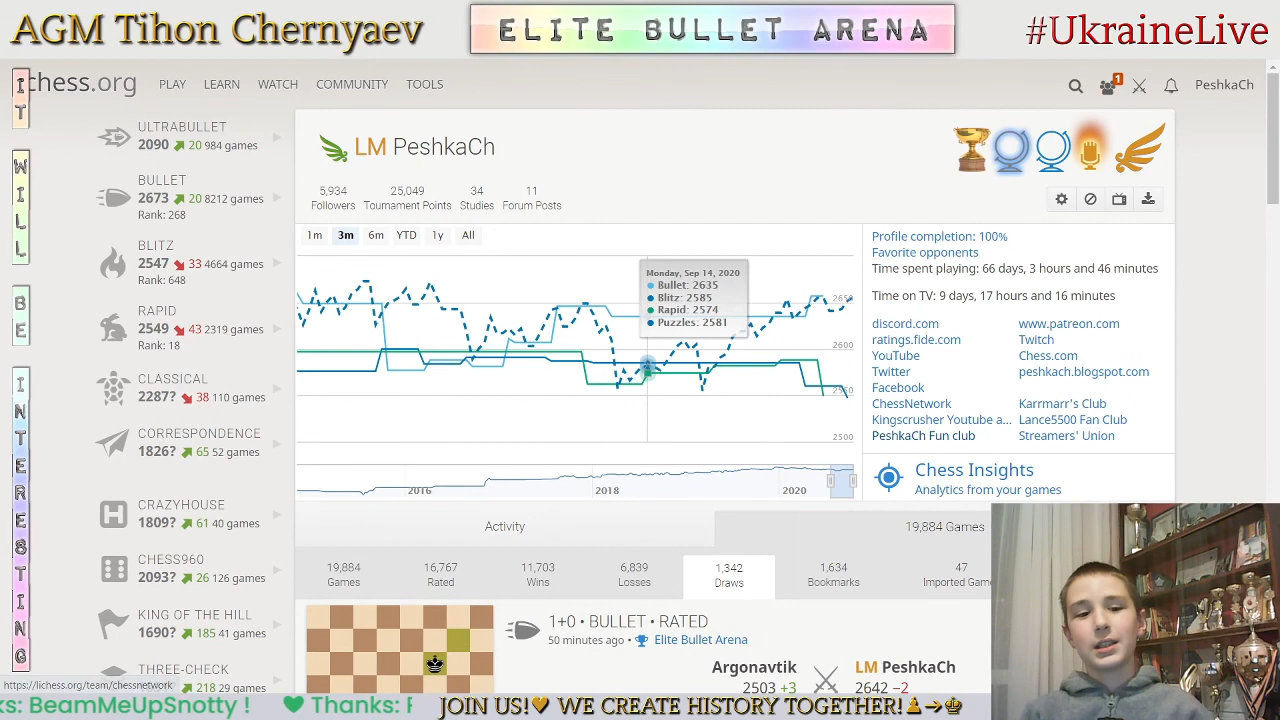 AGM Tihon Chernyaev
ELITE BULLET ARENA
#UkraineLive
IT WILL BE INTERESTING
chess.org
PLAY LEARN WATCH COMMUNITY TOOLS
1
PeshkaCh
ULTRABULLET
2090 20 984 games
BULLET
2673 20 8212 games
Rank: 268
BLITZ
2547 33 4664 games
Rank: 648
RAPID
2549 43 2319 games
Rank: 18
CLASSICAL
2287? 38 110 games
CORRESPONDENCE
1826? 65 52 games
CRAZYHOUSE
1809? 61 40 games
CHESS960
2093? 26 126 games
KING OF THE HILL
1690? 185 41 games
THREE-CHECK
218 29 games
LM PeshkaCh
5,934 25,049 34 11
Followers Tournament Points Studies Forum Posts
1m 3m 6m YTD 1y All
Monday, Sep 14, 2020
Bullet: 2635
Blitz: 2585
Rapid: 2574
Puzzles: 2581
2650
2600
2550
2500
2016 2018 2020
Profile completion: 100%
Favorite opponents
Time spent playing: 66 days, 3 hours and 46 minutes
Time on TV: 9 days, 17 hours and 16 minutes
discord.com www.patreon.com
ratings.fide.com Twitch
YouTube Chess.com
Twitter peshkach.blogspot.com
Facebook
ChessNetwork Karrmarr's Club
Kingscrusher Youtube a... Lance5500 Fan Club
PeshkaCh Fun club Streamers' Union
Chess Insights
Analytics from your games
Activity 19,884 Games
19,884 16,767 11,703 6,839 1,342 1,634 47
Games Rated Wins Losses Draws Bookmarks Imported Gam
1+0 • BULLET • RATED
50 minutes ago • Elite Bullet Arena
Argonavtik LM PeshkaCh
2503 +3 2642 −2
https://lichess.org/team/chessnetwork
ks: BeamMeUpSnotty ! Thanks: F
JOIN US! WE CREATE HISTORY TOGETHER!